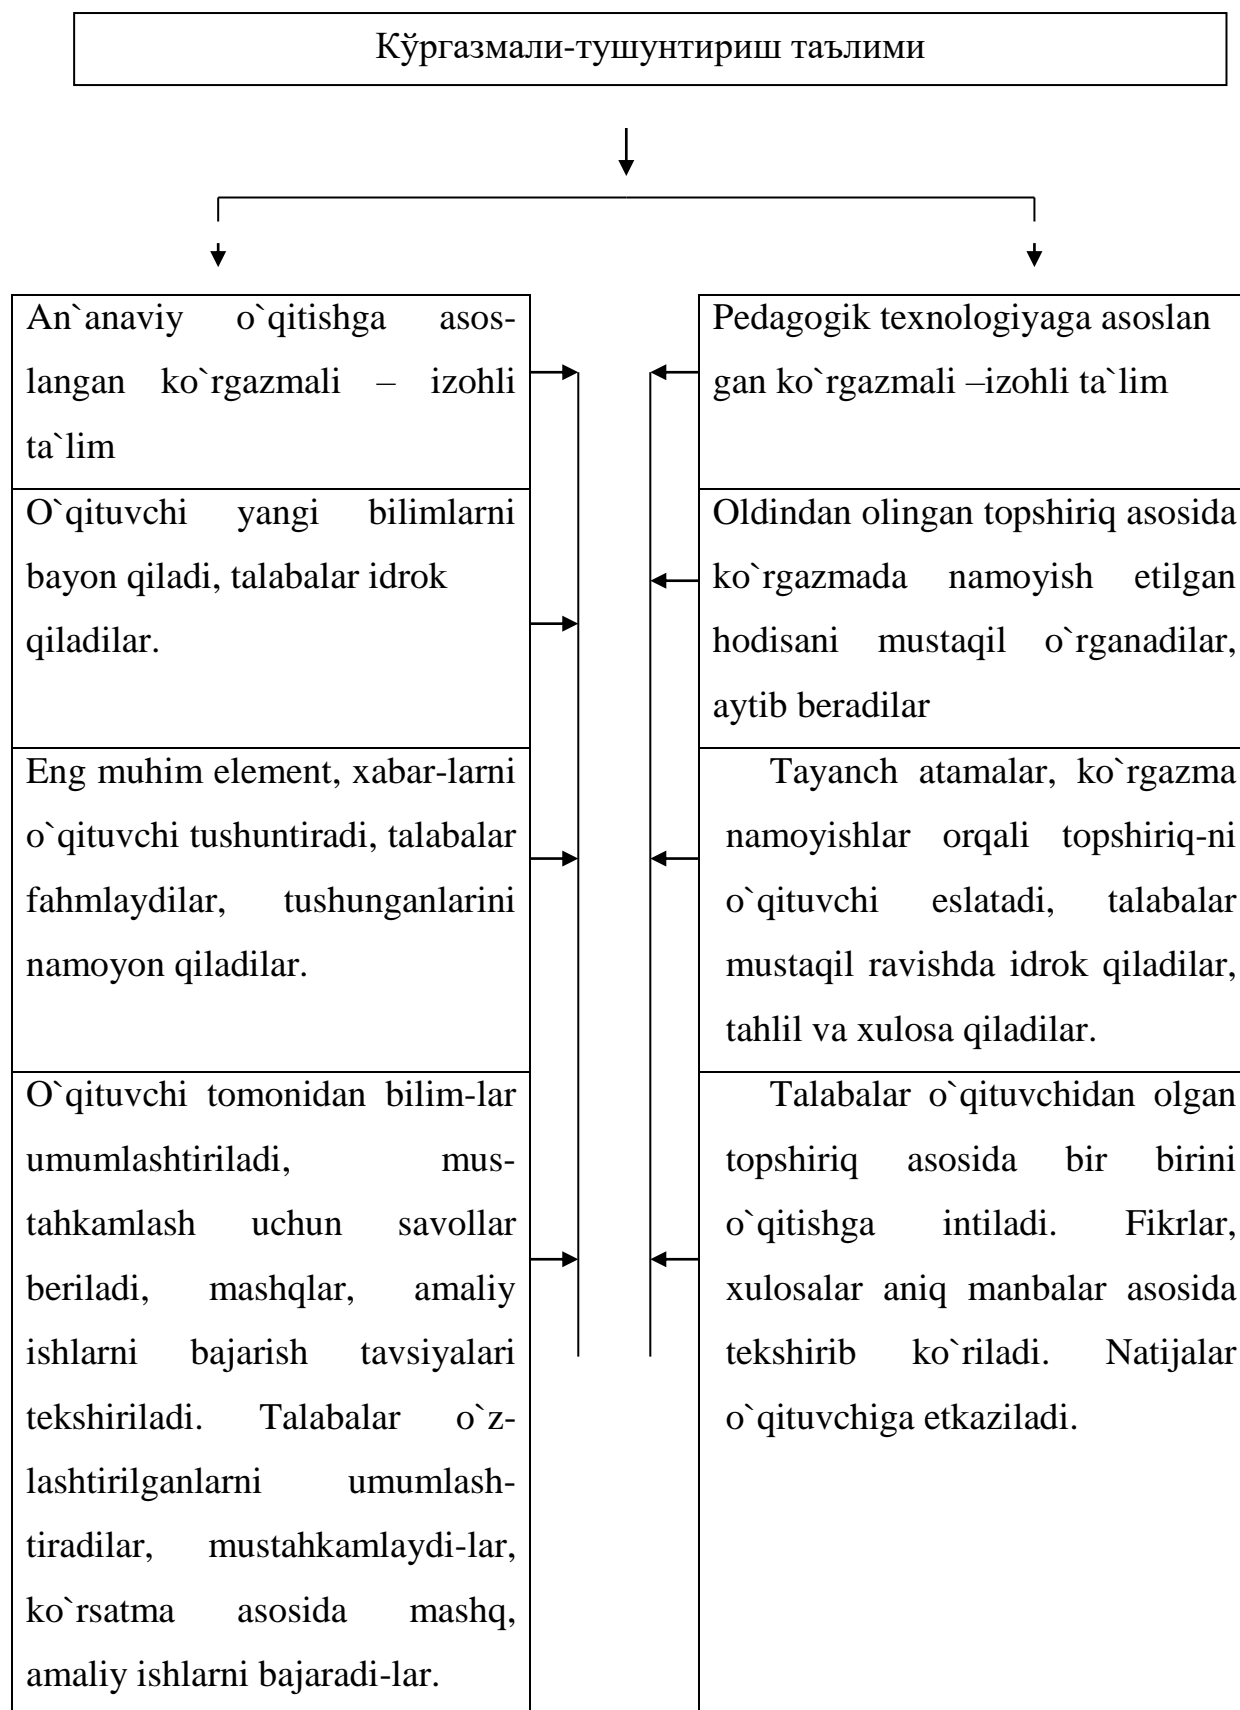 Кўргазмали-тушунтириш таълими
An`anaviy o`qitishga asos-
langan ko`rgazmali – izohli
ta`lim
O`qituvchi yangi bilimlarni
bayon qiladi, talabalar idrok
qiladilar.
Eng muhim element, xabar-larni
o`qituvchi tushuntiradi, talabalar
fahmlaydilar, tushunganlarini
namoyon qiladilar.
O`qituvchi tomonidan bilim-lar
umumlashtiriladi, mus-
tahkamlash uchun savollar
beriladi, mashqlar, amaliy
ishlarni bajarish tavsiyalari
tekshiriladi. Talabalar o`z-
lashtirilganlarni umumlash-
tiradilar, mustahkamlaydi-lar,
ko`rsatma asosida mashq,
amaliy ishlarni bajaradi-lar.
Pedagogik texnologiyaga asoslan
gan ko`rgazmali –izohli ta`lim
Oldindan olingan topshiriq asosida
ko`rgazmada namoyish etilgan
hodisani mustaqil o`rganadilar,
aytib beradilar
Tayanch atamalar, ko`rgazma
namoyishlar orqali topshiriq-ni
o`qituvchi eslatadi, talabalar
mustaqil ravishda idrok qiladilar,
tahlil va xulosa qiladilar.
Talabalar o`qituvchidan olgan
topshiriq asosida bir birini
o`qitishga intiladi. Fikrlar,
xulosalar aniq manbalar asosida
tekshirib ko`riladi. Natijalar
o`qituvchiga etkaziladi.